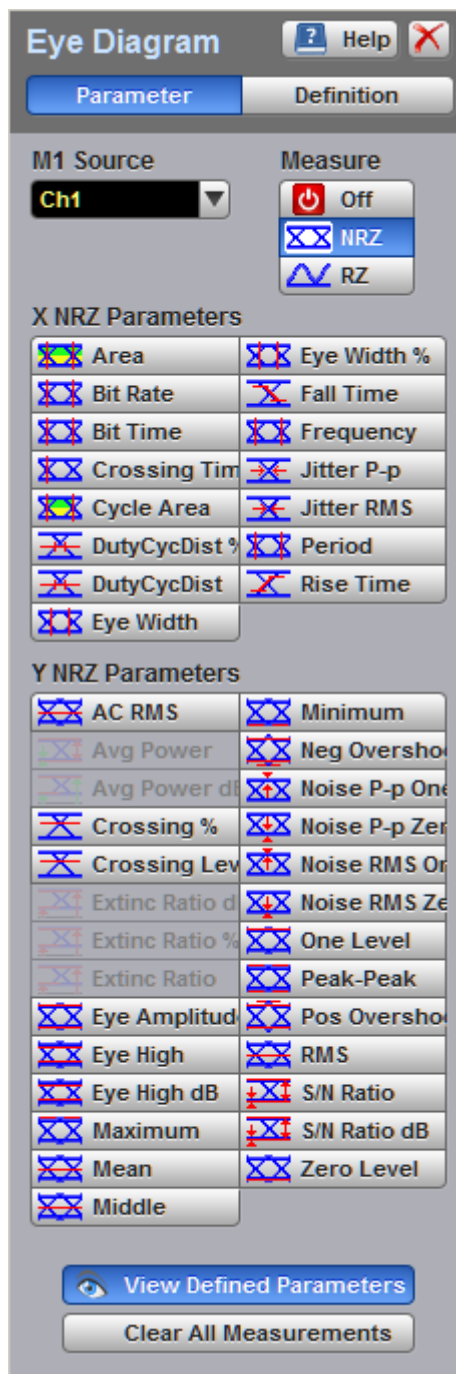 Eye Diagram
? Help
Parameter Definition
M1 Source Measure
Ch1 Off
NRZ
RZ
X NRZ Parameters
Area Eye Width %
Bit Rate Fall Time
Bit Time Frequency
Crossing Tim Jitter P-p
Cycle Area Jitter RMS
DutyCycDist % Period
DutyCycDist Rise Time
Eye Width
Y NRZ Parameters
AC RMS Minimum
Avg Power Neg Oversho
Avg Power dB Noise P-p One
Crossing % Noise P-p Zer
Crossing Lev Noise RMS On
Extinc Ratio d Noise RMS Ze
Extinc Ratio % One Level
Extinc Ratio Peak-Peak
Eye Amplitud Pos Oversho
Eye High RMS
Eye High dB S/N Ratio
Maximum S/N Ratio dB
Mean Zero Level
Middle
View Defined Parameters
Clear All Measurements